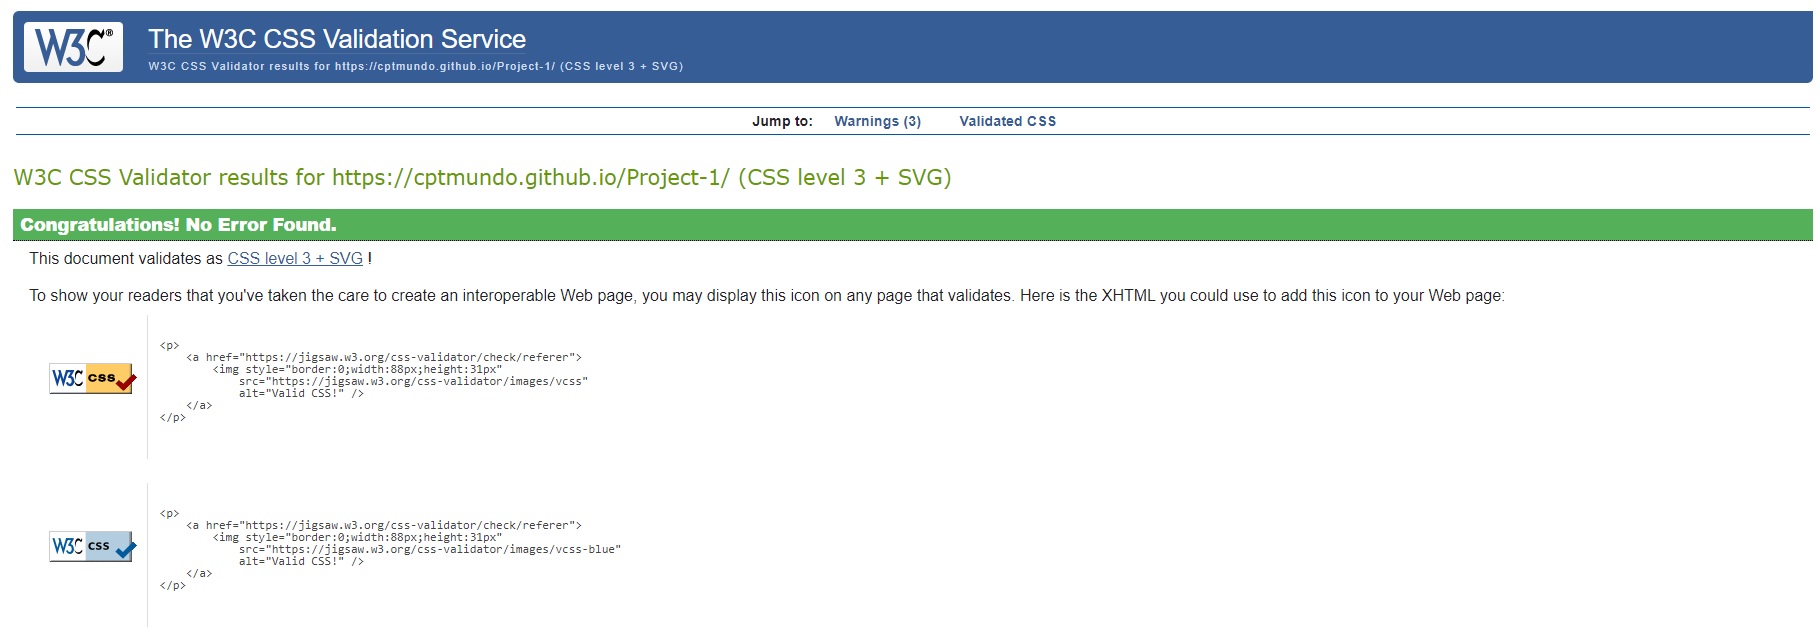 W3C®
The W3C CSS Validation Service
W3C CSS Validator results for https://cptmundo.github.io/Project-1/ (CSS level 3 + SVG)
Jump to: Warnings (3) Validated CSS
W3C CSS Validator results for https://cptmundo.github.io/Project-1/ (CSS level 3 + SVG)
Congratulations! No Error Found.
This document validates as CSS level 3 + SVG !
To show your readers that you've taken the care to create an interoperable Web page, you may display this icon on any page that validates. Here is the XHTML you could use to add this icon to your Web page:
W3C css
<p>
<a href="https://jigsaw.w3.org/css-validator/check/referer">
<img style="border:0;width:88px;height:31px"
src="https://jigsaw.w3.org/css-validator/images/vcss"
alt="Valid CSS!" />
</a>
</p>
W3C css
<p>
<a href="https://jigsaw.w3.org/css-validator/check/referer">
<img style="border:0;width:88px;height:31px"
src="https://jigsaw.w3.org/css-validator/images/vcss-blue"
alt="Valid CSS!" />
</a>
</p>